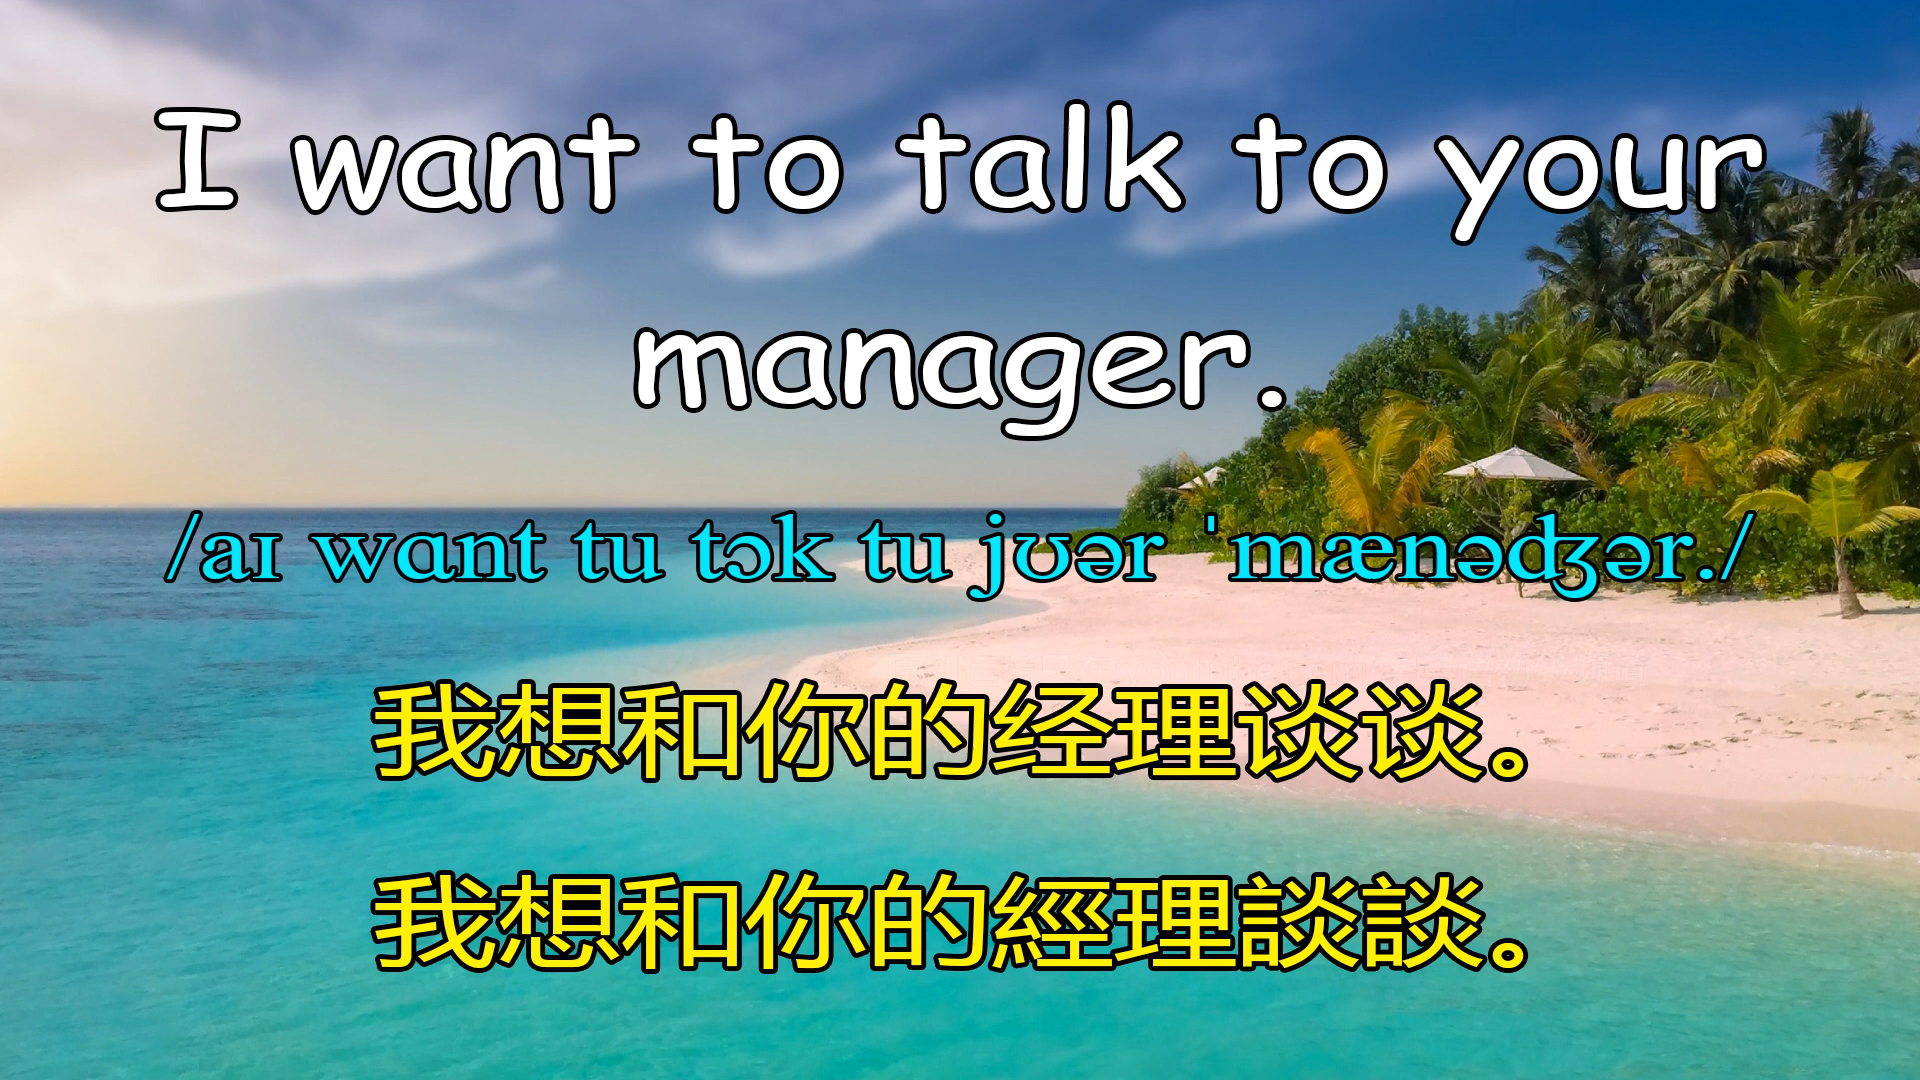 I want to talk to your
manager.
/aɪ wɑnt tu tɔk tu jʊər ˈmænəʤər./
我想和你的经理谈谈。
我想和你的經理談談。